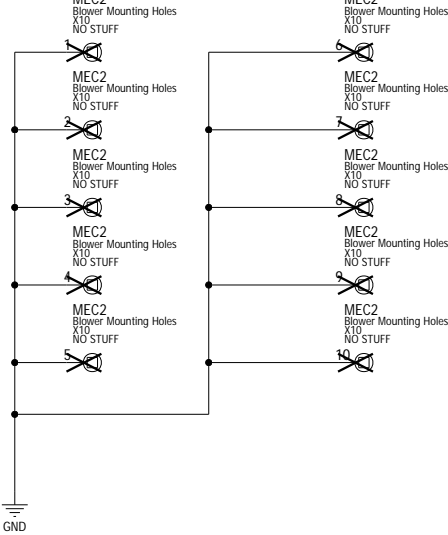 MEC2
Blower Mounting Holes
X10
NO STUFF
1
MEC2
Blower Mounting Holes
X10
NO STUFF
2
MEC2
Blower Mounting Holes
X10
NO STUFF
3
MEC2
Blower Mounting Holes
X10
NO STUFF
4
MEC2
Blower Mounting Holes
X10
NO STUFF
5
MEC2
Blower Mounting Holes
X10
NO STUFF
6
MEC2
Blower Mounting Holes
X10
NO STUFF
7
MEC2
Blower Mounting Holes
X10
NO STUFF
8
MEC2
Blower Mounting Holes
X10
NO STUFF
9
MEC2
Blower Mounting Holes
X10
NO STUFF
10
GND